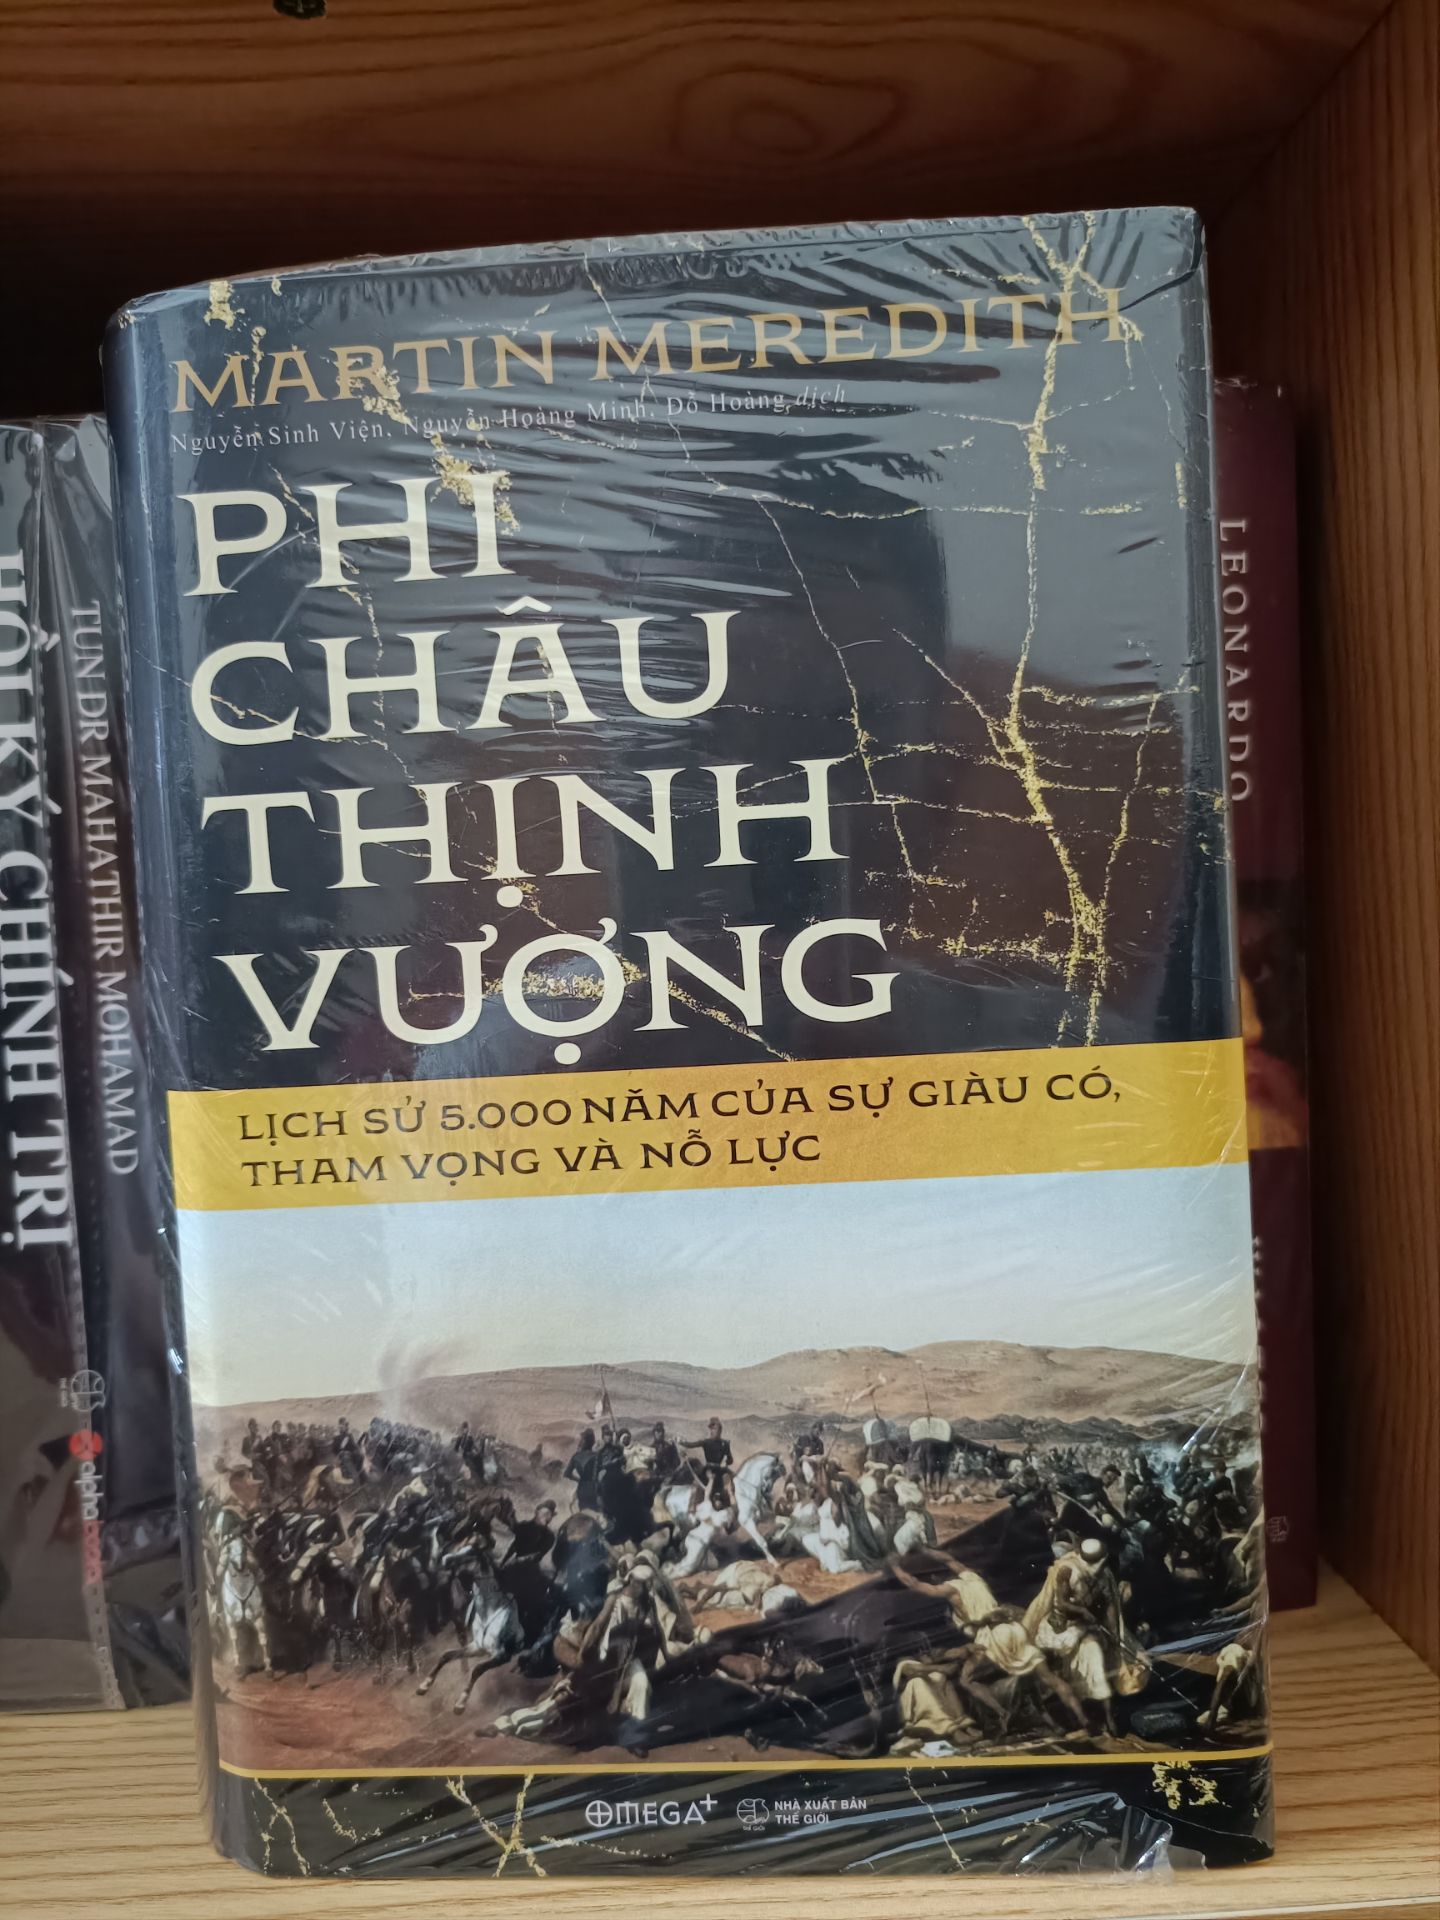 MARTIN MEREDITH
Nguyễn Sinh Viện, Nguyễn Hoàng Minh, Đỗ Hoàng dịch
PHI
CHÂU
THỊNH
VƯỢNG
LỊCH SỬ 5.000 NĂM CỦA SỰ GIÀU CÓ,
THAM VỌNG VÀ NỖ LỰC
OMEGA+
NHÀ XUẤT BẢN
THẾ GIỚI
HỒI KÝ CHÍNH TRỊ
TUN DR MAHATHIR MOHAMAD
alphabooks
LEONARDO